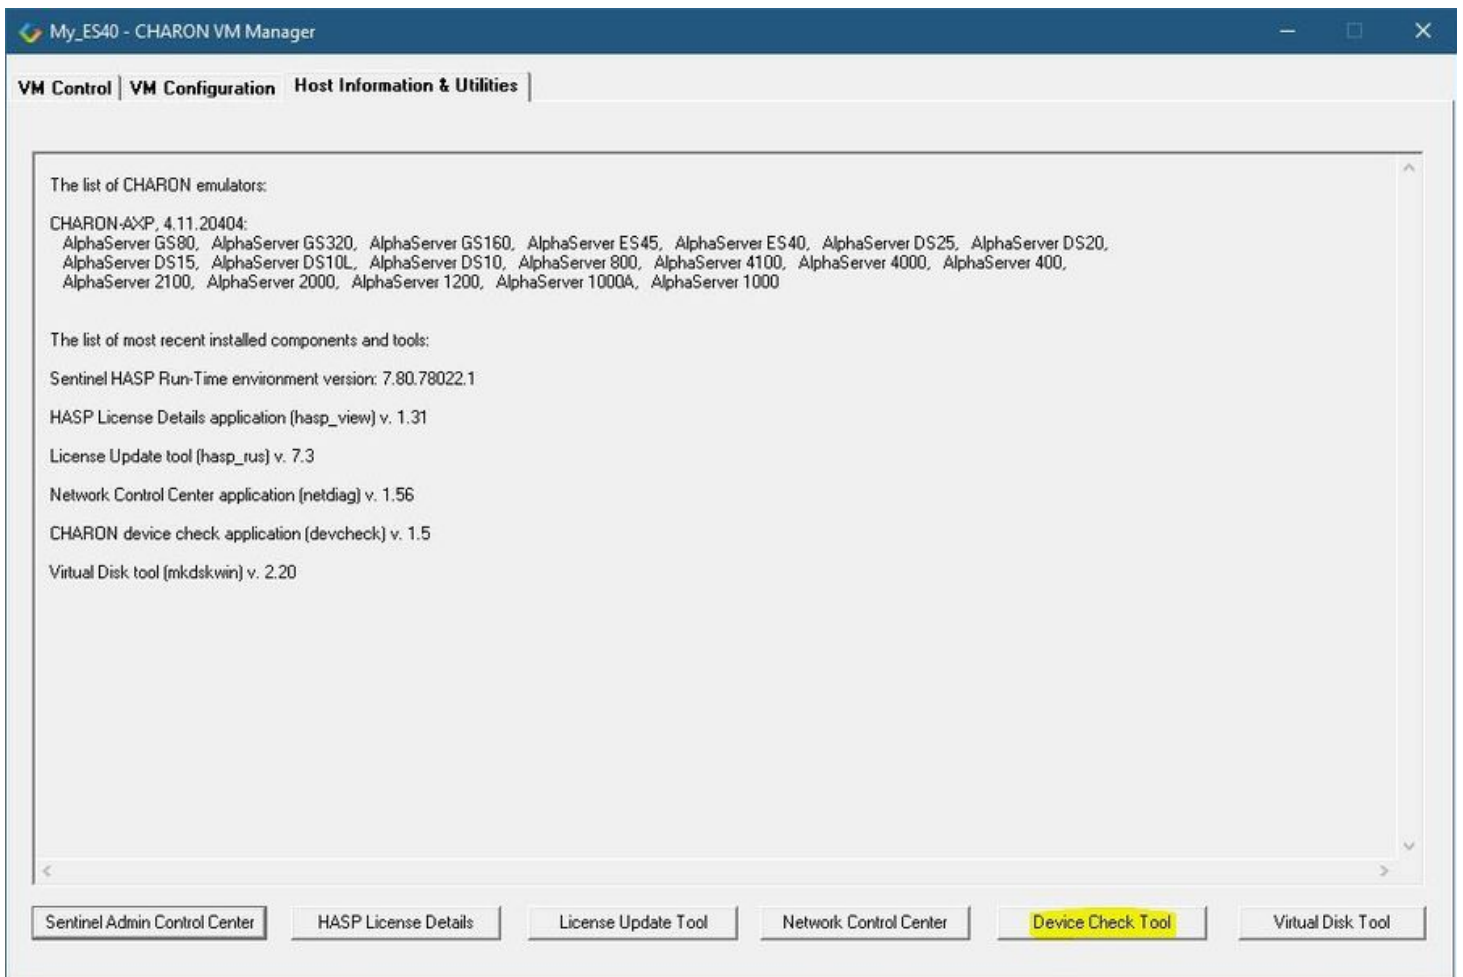 My_ES40 - CHARON VM Manager
VM Control | VM Configuration Host Information & Utilities
The list of CHARON emulators:
CHARON-AXP, 4.11.20404:
AlphaServer GS80, AlphaServer GS320, AlphaServer GS160, AlphaServer ES45, AlphaServer ES40, AlphaServer DS25, AlphaServer DS20,
AlphaServer DS15, AlphaServer DS10L, AlphaServer DS10, AlphaServer 800, AlphaServer 4100, AlphaServer 4000, AlphaServer 400,
AlphaServer 2100, AlphaServer 2000, AlphaServer 1200, AlphaServer 1000A, AlphaServer 1000
The list of most recent installed components and tools:
Sentinel HASP Run-Time environment version: 7.80.78022.1
HASP License Details application (hasp_view) v. 1.31
License Update tool (hasp_rus) v. 7.3
Network Control Center application (netdiag) v. 1.56
CHARON device check application (devcheck) v. 1.5
Virtual Disk tool (mkdskwin) v. 2.20
Sentinel Admin Control Center HASP License Details License Update Tool Network Control Center Device Check Tool Virtual Disk Tool